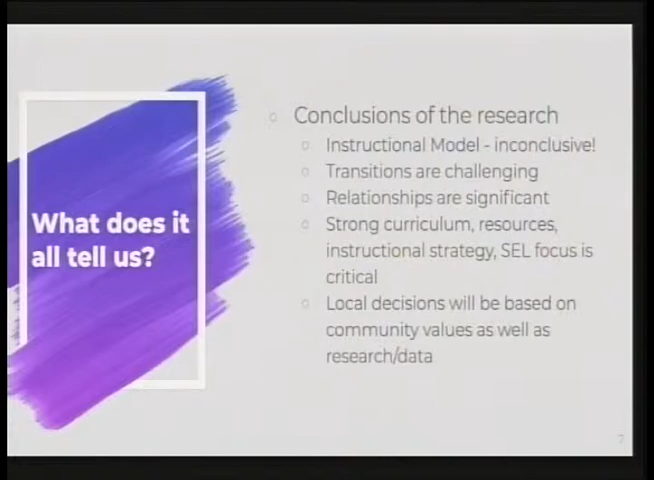 What does it
all tell us?
Conclusions of the research
Instructional Model - inconclusive!
Transitions are challenging
Relationships are significant
Strong curriculum, resources,
instructional strategy, SEL focus is
critical
Local decisions will be based on
community values as well as
research/data
7